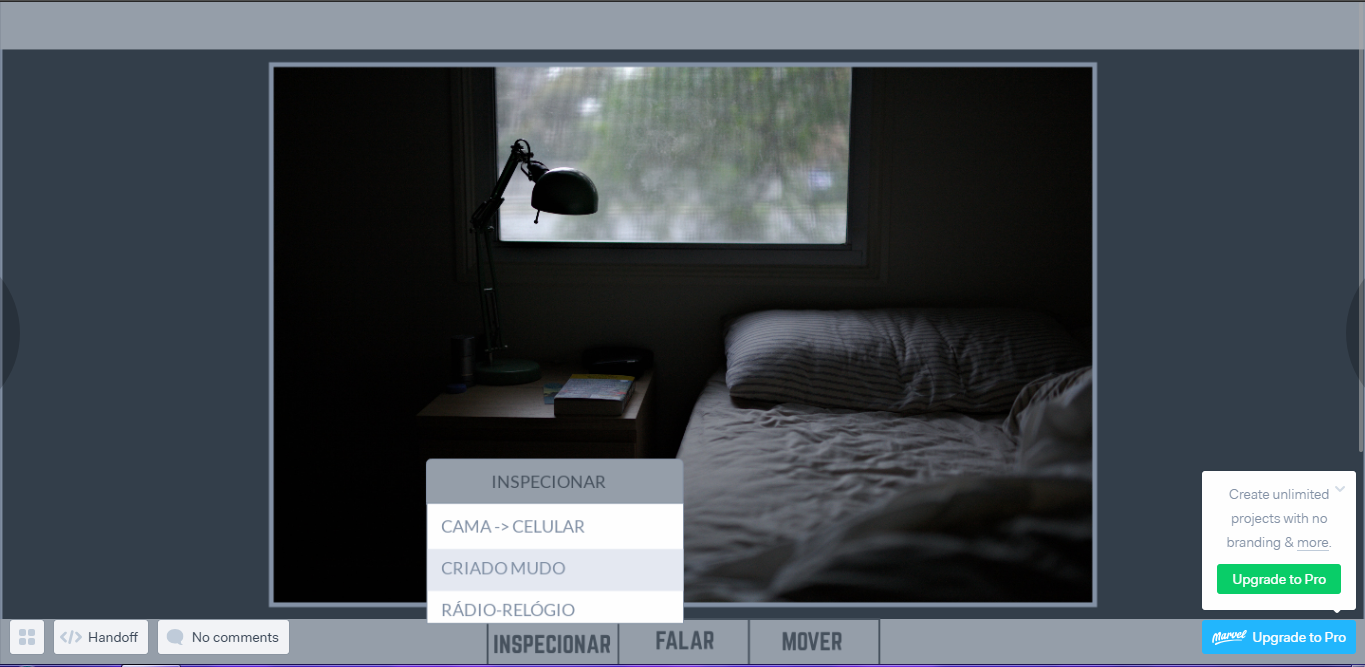 INSPECIONAR
CAMA -> CELULAR
CRIADO MUDO
RÁDIO-RELÓGIO
Create unlimited
projects with no
branding & more.
Upgrade to Pro
</> Handoff
No comments
INSPECIONAR
FALAR
MOVER
Marvel Upgrade to Pro